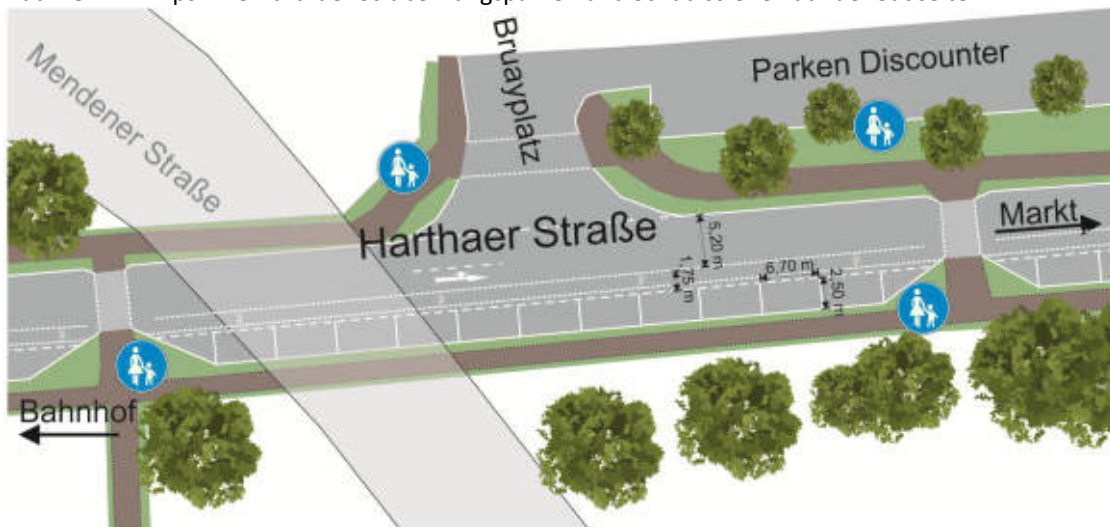 Mendener Straße
Bruayplatz
Parken Discounter
Harthaer Straße
Markt
5,20 m
1,75 m
6,70 m
2,50 m
Bahnhof